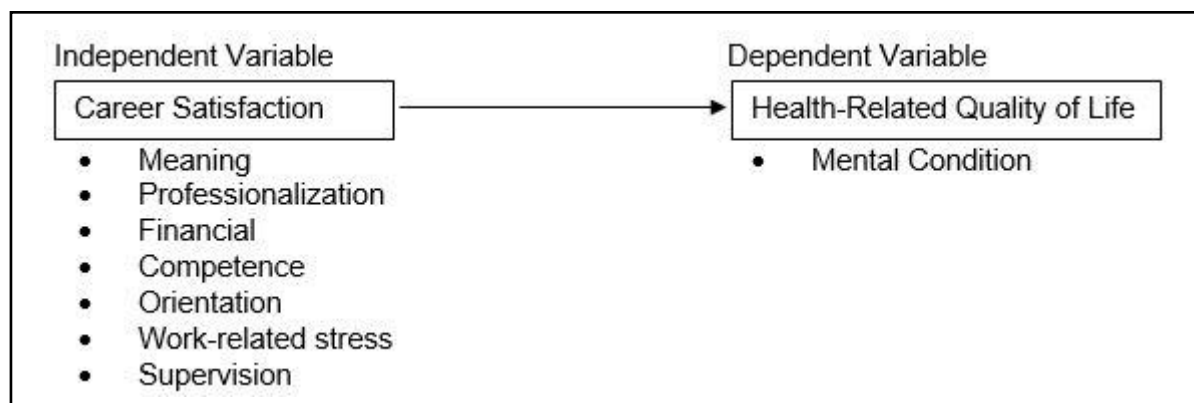 Independent Variable
Career Satisfaction
• Meaning
• Professionalization
• Financial
• Competence
• Orientation
• Work-related stress
• Supervision
Dependent Variable
Health-Related Quality of Life
• Mental Condition